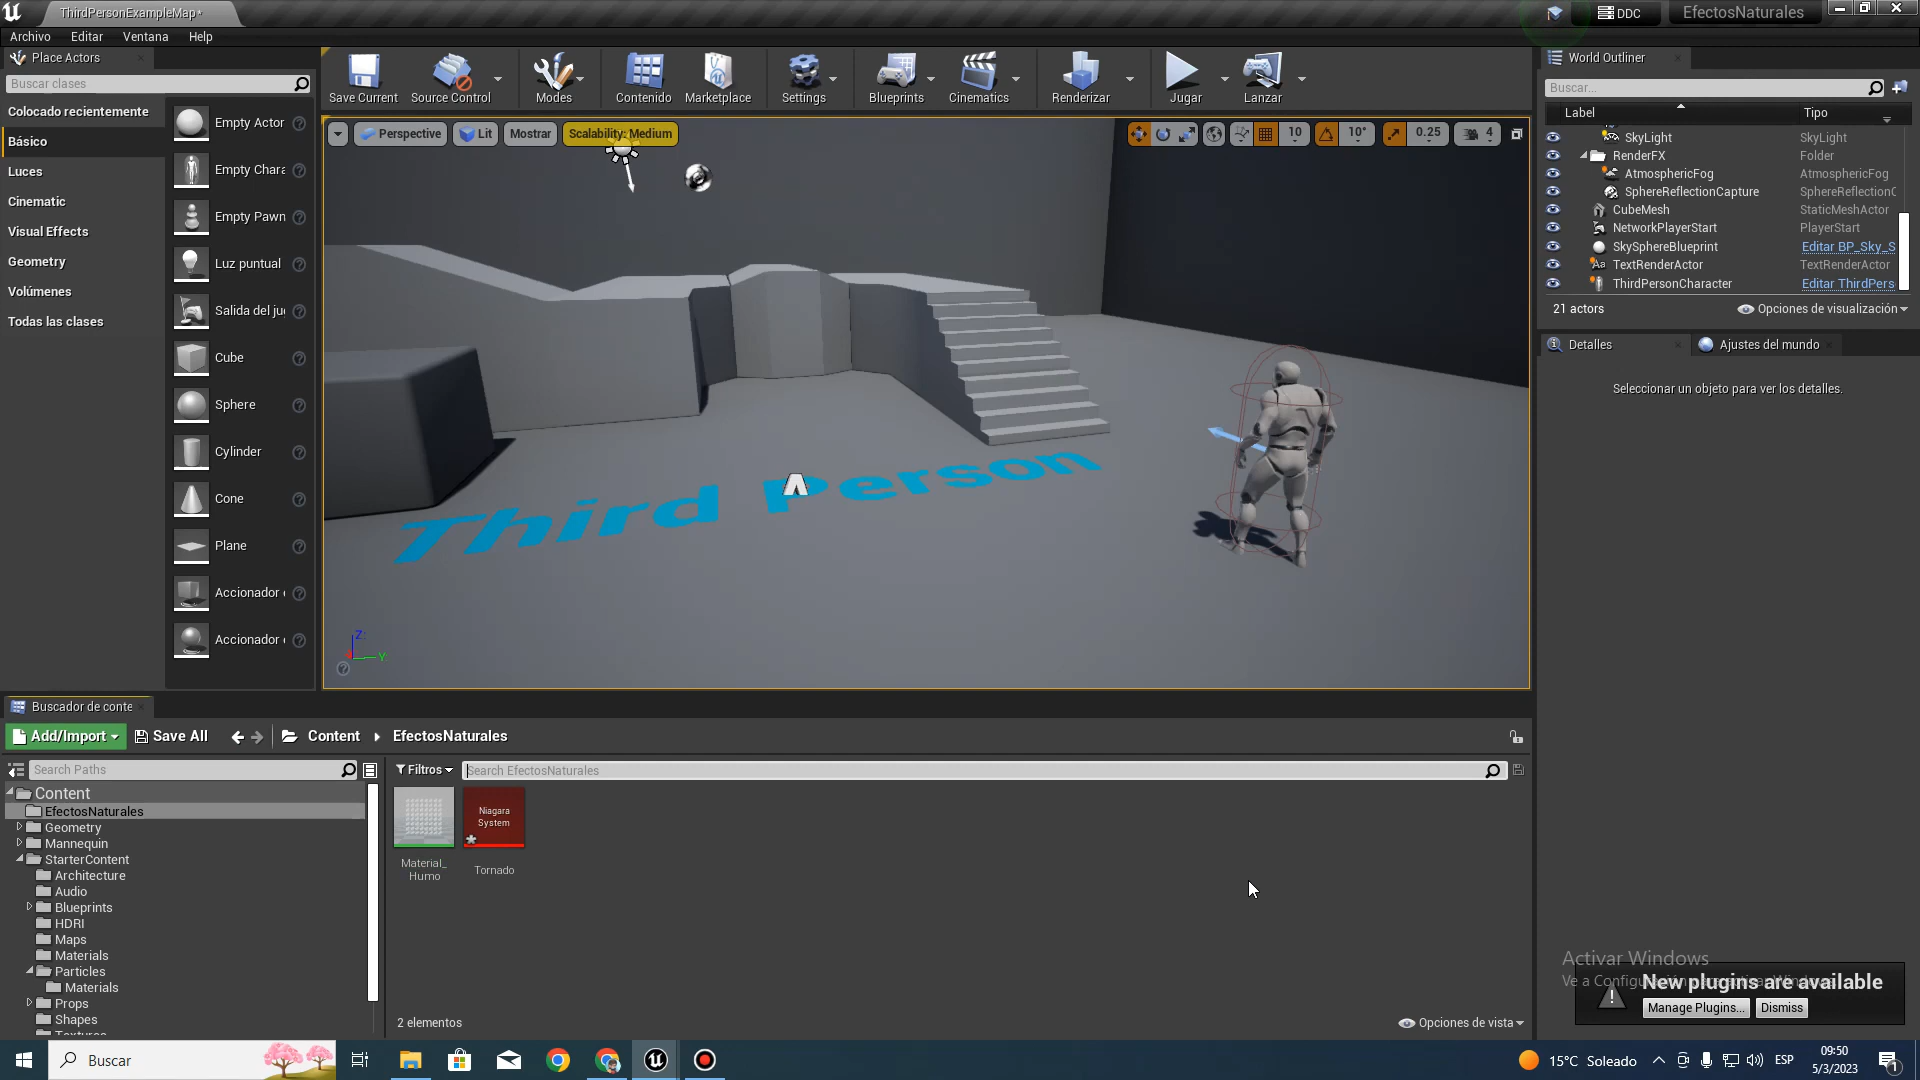 ThirdPersonExampleMap*
DDC
EfectosNaturales
Archivo
Editar
Ventana
Help
Place Actors
Buscar clases
Colocado recientemente
Básico
Luces
Cinematic
Visual Effects
Geometry
Volúmenes
Todas las clases
Empty Actor
Empty Chara
Empty Pawn
Luz puntual
Salida del ju
Cube
Sphere
Cylinder
Cone
Plane
Accionador
Accionador
Save Current
Source Control
Modes
Contenido
Marketplace
Settings
Blueprints
Cinematics
Renderizar
Jugar
Lanzar
Perspective
Lit
Mostrar
Scalability: Medium
10
10°
0.25
4
Third Person
Z
Y
World Outliner
Buscar...
Label
Tipo
SkyLight
SkyLight
RenderFX
Folder
AtmosphericFog
AtmosphericFog
SphereReflectionCapture
SphereReflectionC
CubeMesh
StaticMeshActor
NetworkPlayerStart
PlayerStart
SkySphereBlueprint
Editar BP_Sky_S
TextRenderActor
TextRenderActor
ThirdPersonCharacter
Editar ThirdPers
21 actors
Opciones de visualización
Detalles
Ajustes del mundo
Seleccionar un objeto para ver los detalles.
Buscador de conte
Add/Import
Save All
Content
EfectosNaturales
Search Paths
Content
EfectosNaturales
Geometry
Mannequin
StarterContent
Architecture
Audio
Blueprints
HDRI
Maps
Materials
Particles
Materials
Props
Shapes
Textures
Filtros
Search EfectosNaturales
Niagara
System
Material_
Humo
Tornado
2 elementos
Opciones de vista
Activar Windows
Ve a Configuración para activar Windows.
New plugins are available
Manage Plugins...
Dismiss
Buscar
15°C Soleado
ESP
09:50
5/3/2023
1